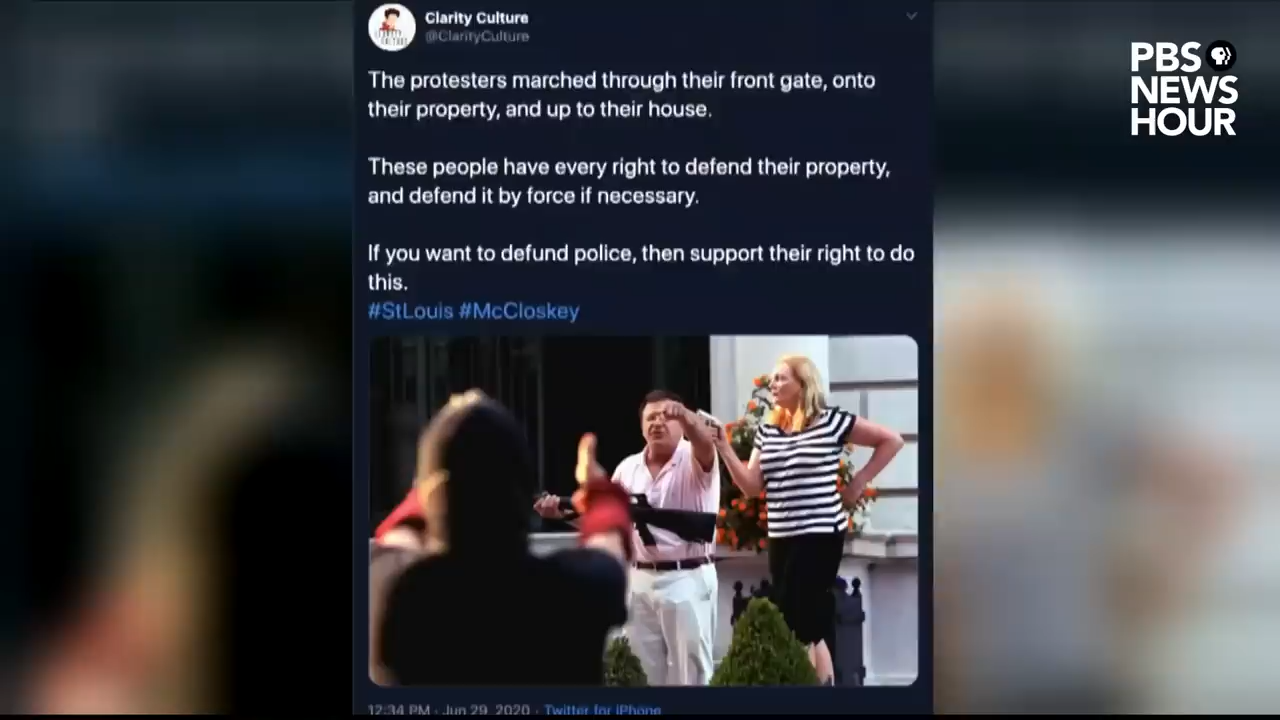 Clarity Culture
@ClarityCulture
PBS
NEWS
HOUR
The protesters marched through their front gate, onto
their property, and up to their house.
These people have every right to defend their property,
and defend it by force if necessary.
If you want to defund police, then support their right to do
this.
#StLouis #McCloskey
12:34 PM · Jun 29, 2020 · Twitter for iPhone